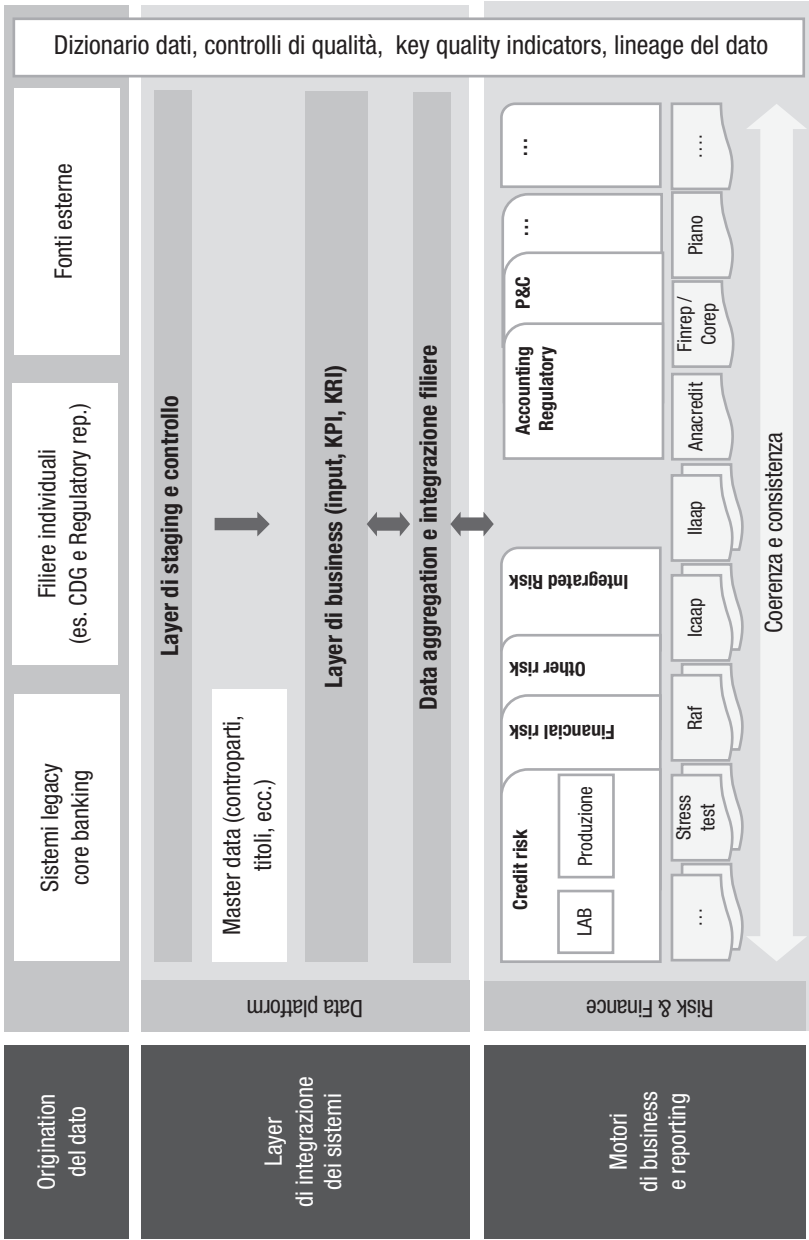 Dizionario dati, controlli di qualità, key quality indicators, lineage del dato
Origination
del dato
Sistemi legacy
core banking
Filiere individuali
(es. CDG e Regulatory rep.)
Fonti esterne
Layer
di integrazione
dei sistemi
Data platform
Layer di staging e controllo
Master data (controparti,
titoli, ecc.)
Layer di business (input, KPI, KRI)
Data aggregation e integrazione filiere
Motori
di business
e reporting
Risk & Finance
Credit risk
LAB
Produzione
Financial risk
Other risk
Integrated Risk
Accounting
Regulatory
P&C
...
...
...
Stress
test
Raf
Icaap
Ilaap
Anacredit
Finrep /
Corep
Piano
....
Coerenza e consistenza